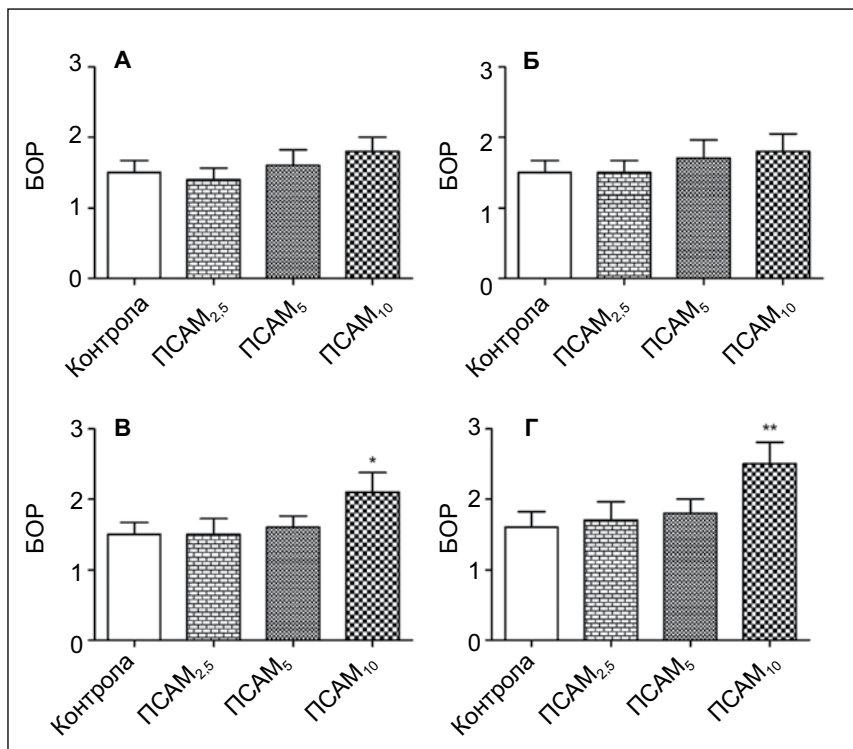 А
3
2
1
0
БОР
Контрола
ПСАМ₂,₅
ПСАМ₅
ПСАМ₁₀
Б
3
2
1
0
БОР
Контрола
ПСАМ₂,₅
ПСАМ₅
ПСАМ₁₀
В
3
2
1
0
БОР
*
Контрола
ПСАМ₂,₅
ПСАМ₅
ПСАМ₁₀
Г
3
2
1
0
БОР
**
Контрола
ПСАМ₂,₅
ПСАМ₅
ПСАМ₁₀